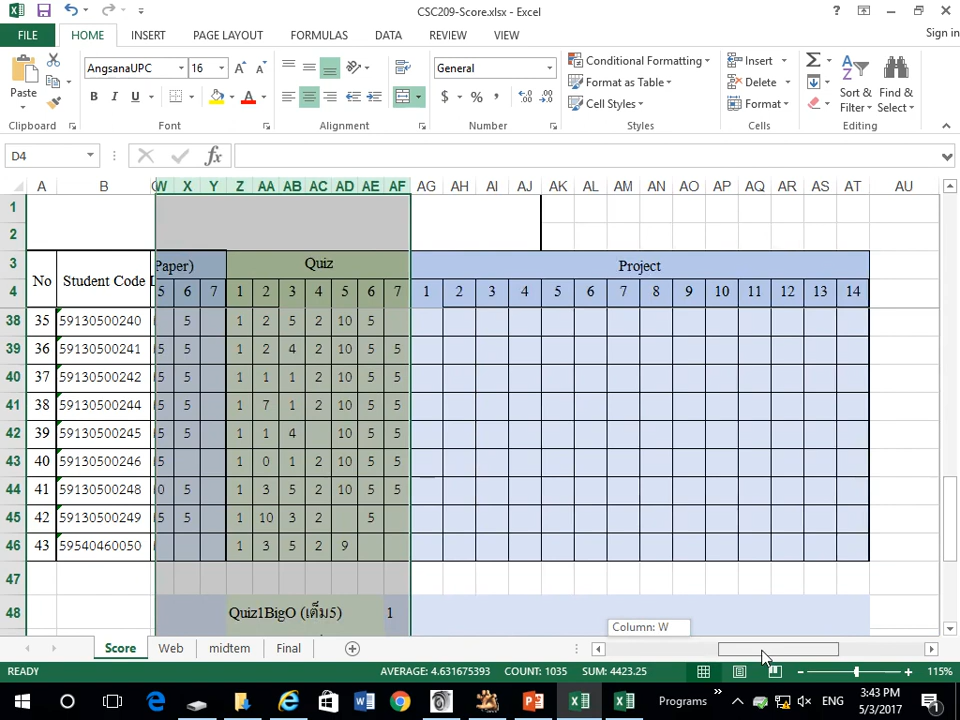 CSC209-Score.xlsx - Excel
Sign in
FILE HOME INSERT PAGE LAYOUT FORMULAS DATA REVIEW VIEW
Paste
AngsanaUPC 16
B I U
General
Conditional Formatting
Format as Table
Cell Styles
Insert
Delete
Format
Sort & Filter
Find & Select
Clipboard Font Alignment Number Styles Cells Editing
D4
A B W X Y Z AA AB AC AD AE AF AG AH AI AJ AK AL AM AN AO AP AQ AR AS AT AU
1
2
3 No Student Code Paper) Quiz Project
4 5 6 7 1 2 3 4 5 6 7 1 2 3 4 5 6 7 8 9 10 11 12 13 14
38 35 59130500240 5 1 2 5 2 10 5
39 36 59130500241 5 5 1 2 4 2 10 5 5
40 37 59130500242 5 5 1 1 1 2 10 5 5
41 38 59130500244 5 5 1 7 1 2 10 5 5
42 39 59130500245 5 5 1 1 4 10 5 5
43 40 59130500246 5 1 0 1 2 10 5 5
44 41 59130500248 0 5 1 3 5 2 10 5 5
45 42 59130500249 5 5 1 10 3 2 5
46 43 59540460050 1 3 5 2 9
47
48 Quiz1BigO (เต็ม5) 1
Column: W
Score Web midtem Final
READY AVERAGE: 4.631675393 COUNT: 1035 SUM: 4423.25 115%
Programs ENG 3:43 PM
5/3/2017
1